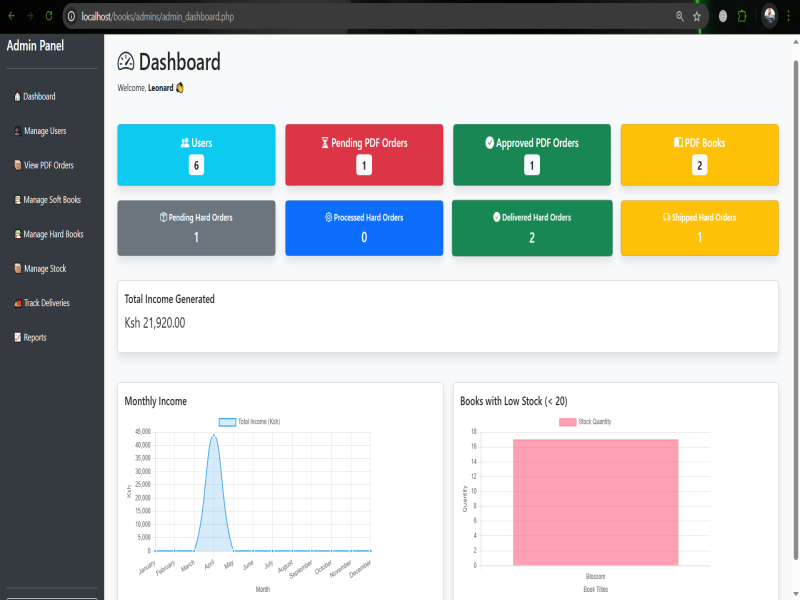 localhost/books/admins/admin_dashboard.php
Admin Panel
Dashboard
Manage Users
View PDF Orders
Manage Soft Books
Manage Hard Books
Manage Stock
Track Deliveries
Reports
Dashboard
Welcome, Leonard
Users
6
Pending PDF Orders
1
Approved PDF Orders
1
PDF Books
2
Pending Hard Orders
1
Processed Hard Orders
0
Delivered Hard Orders
2
Shipped Hard Orders
1
Total Income Generated
Ksh 21,920.00
Monthly Income
Total Income (Ksh)
45,000
40,000
35,000
30,000
25,000
20,000
15,000
10,000
5,000
0
Ksh
January
February
March
April
May
June
July
August
September
October
November
December
Month
Books with Low Stock (< 20)
Stock Quantity
18
16
14
12
10
8
6
4
2
0
Quantity
Blossom
Book Titles